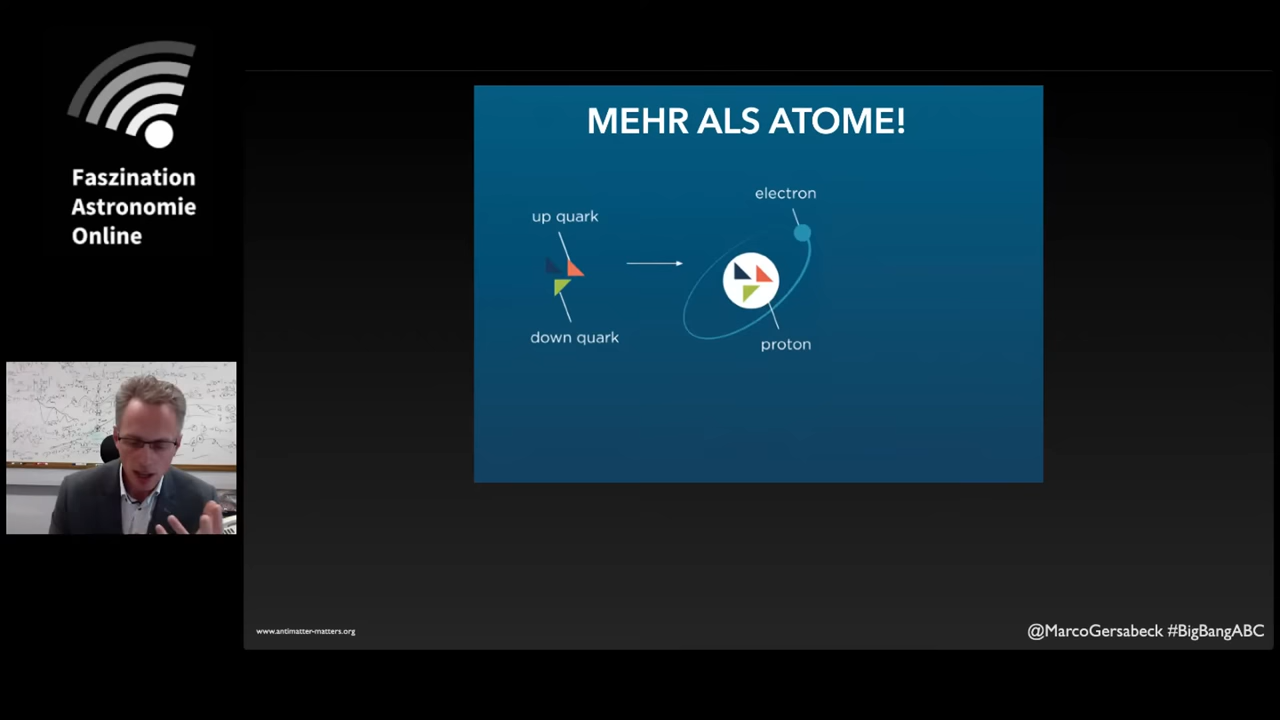 Faszination
Astronomie
Online
MEHR ALS ATOME!
electron
up quark
down quark
proton
www.antimatter-matters.org
@MarcoGersabeck #BigBangABC